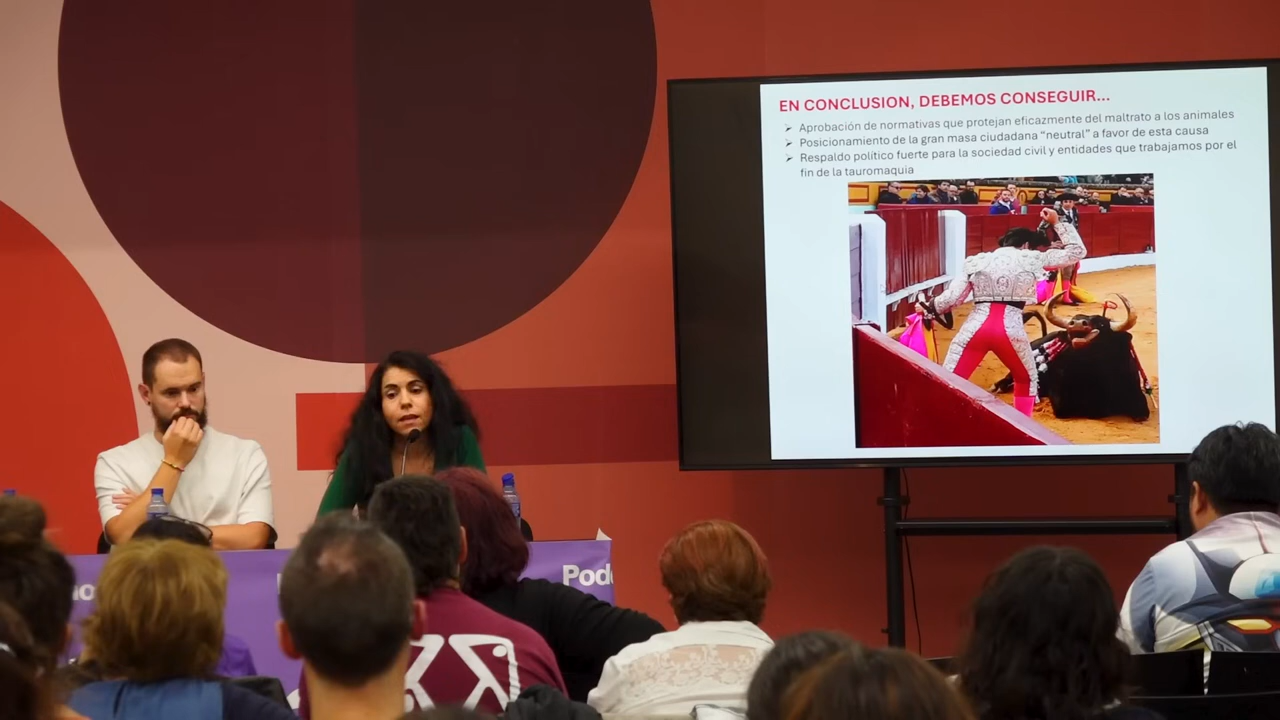 EN CONCLUSION, DEBEMOS CONSEGUIR...
Aprobación de normativas que protejan eficazmente del maltrato a los animales
Posicionamiento de la gran masa ciudadana “neutral” a favor de esta causa
Respaldo político fuerte para la sociedad civil y entidades que trabajamos por el
fin de la tauromaquia
Pod